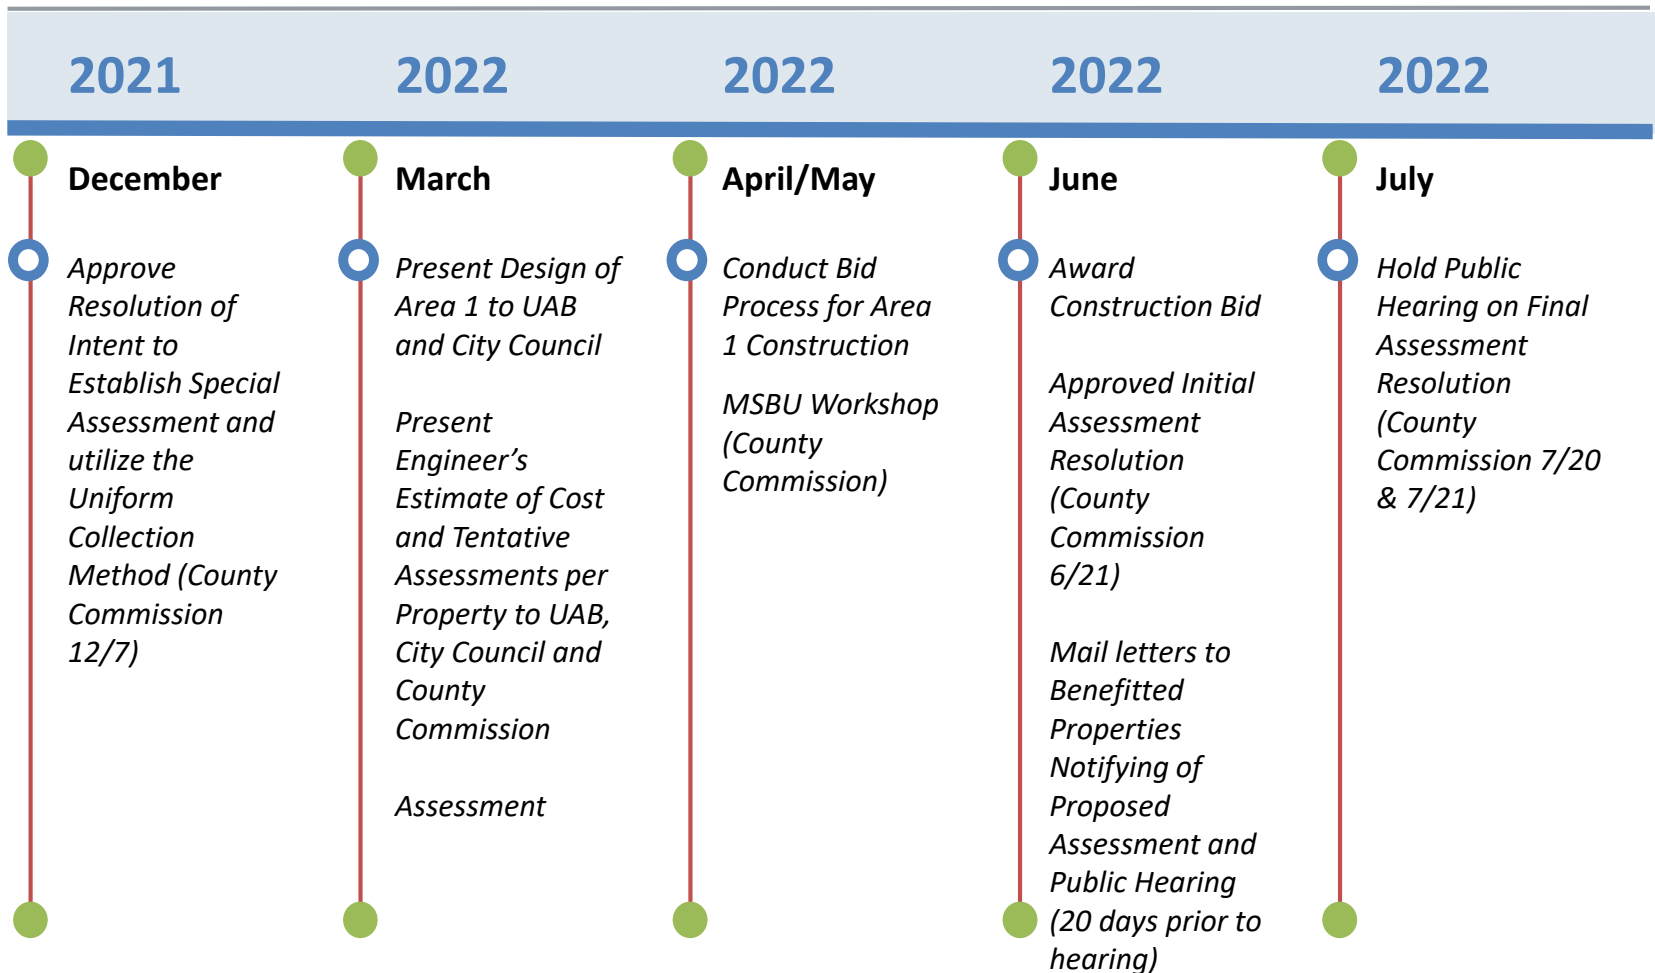 2021
December
Approve
Resolution of
Intent to
Establish Special
Assessment and
utilize the
Uniform
Collection
Method (County
Commission
12/7)
2022
March
Present Design of
Area 1 to UAB
and City Council
Present
Engineer’s
Estimate of Cost
and Tentative
Assessments per
Property to UAB,
City Council and
County
Commission
Assessment
2022
April/May
Conduct Bid
Process for Area
1 Construction
MSBU Workshop
(County
Commission)
2022
June
Award
Construction Bid
Approved Initial
Assessment
Resolution
(County
Commission
6/21)
Mail letters to
Benefitted
Properties
Notifying of
Proposed
Assessment and
Public Hearing
(20 days prior to
hearing)
2022
July
Hold Public
Hearing on Final
Assessment
Resolution
(County
Commission 7/20
& 7/21)